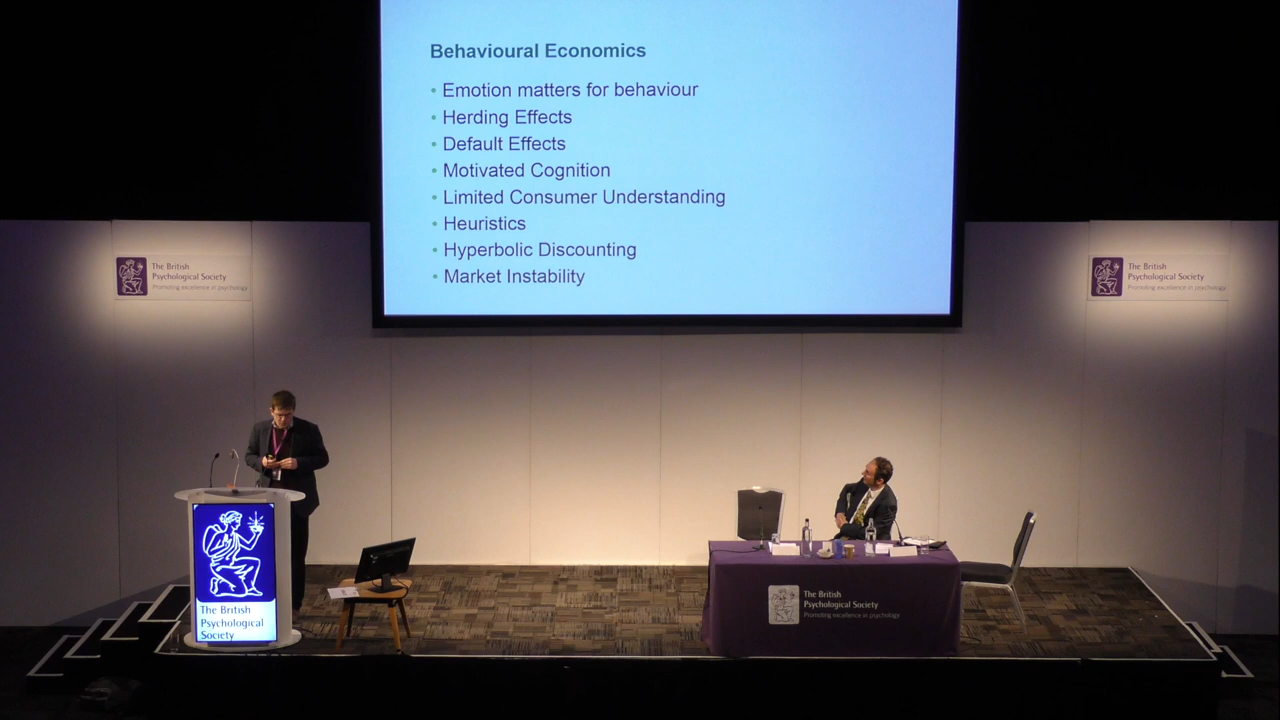 Behavioural Economics
• Emotion matters for behaviour
• Herding Effects
• Default Effects
• Motivated Cognition
• Limited Consumer Understanding
• Heuristics
• Hyperbolic Discounting
• Market Instability
The British
Psychological Society
Promoting excellence in psychology
The British
Psychological Society
Promoting excellence in psychology
The British
Psychological
Society
The British
Psychological Society
Promoting excellence in psychology